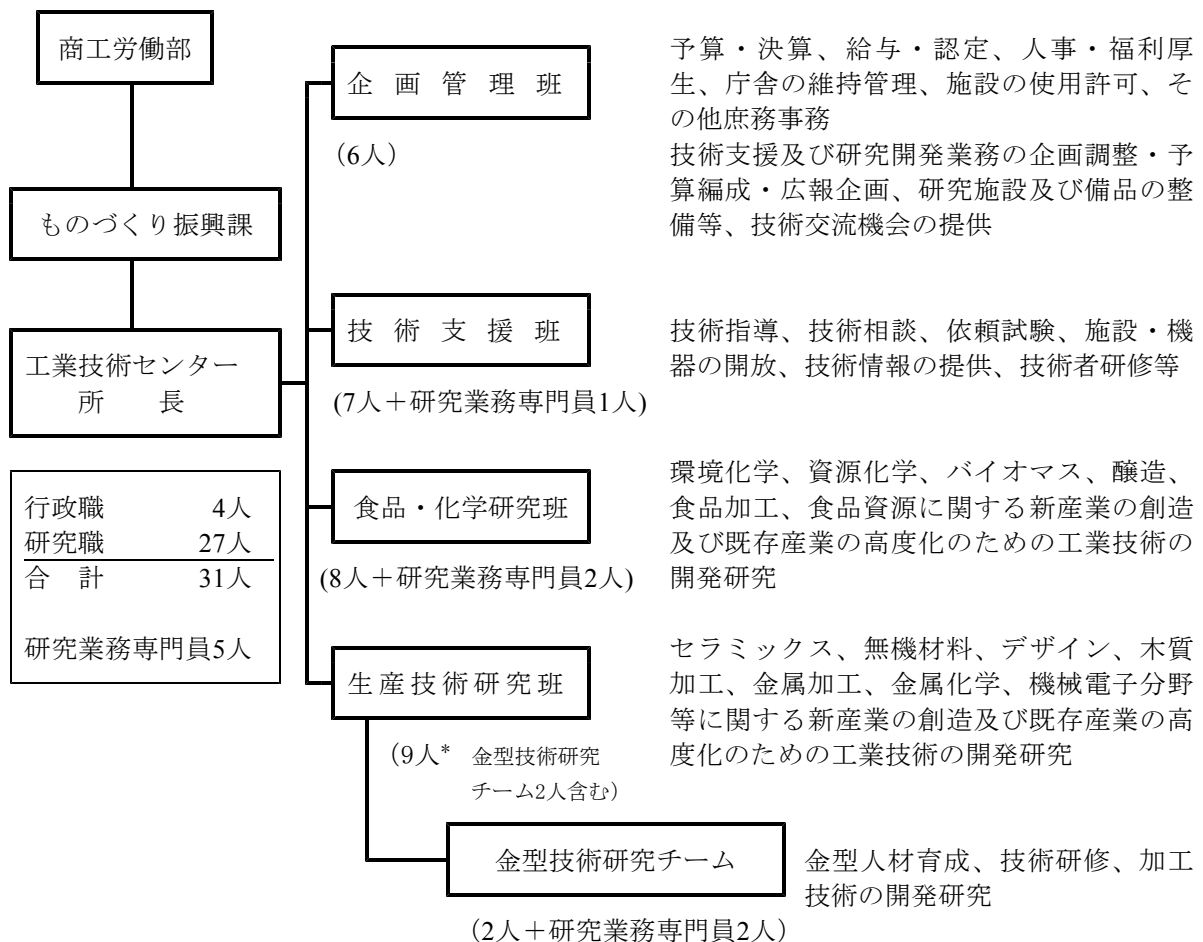 商工労働部
ものづくり振興課
工業技術センター
所　長
行政職　4人
研究職　27人
合　計　31人
研究業務専門員5人
企画管理班
（6人）
予算・決算、給与・認定、人事・福利厚
生、庁舎の維持管理、施設の使用許可、そ
の他庶務事務
技術支援及び研究開発業務の企画調整・予
算編成・広報企画、研究施設及び備品の整
備等、技術交流機会の提供
技術支援班
(7人＋研究業務専門員1人)
技術指導、技術相談、依頼試験、施設・機
器の開放、技術情報の提供、技術者研修等
食品・化学研究班
(8人＋研究業務専門員2人)
環境化学、資源化学、バイオマス、醸造、
食品加工、食品資源に関する新産業の創造
及び既存産業の高度化のための工業技術の
開発研究
生産技術研究班
（9人* 金型技術研究
チーム2人含む）
セラミックス、無機材料、デザイン、木質
加工、金属加工、金属化学、機械電子分野
等に関する新産業の創造及び既存産業の高
度化のための工業技術の開発研究
金型技術研究チーム
（2人＋研究業務専門員2人）
金型人材育成、技術研修、加工
技術の開発研究